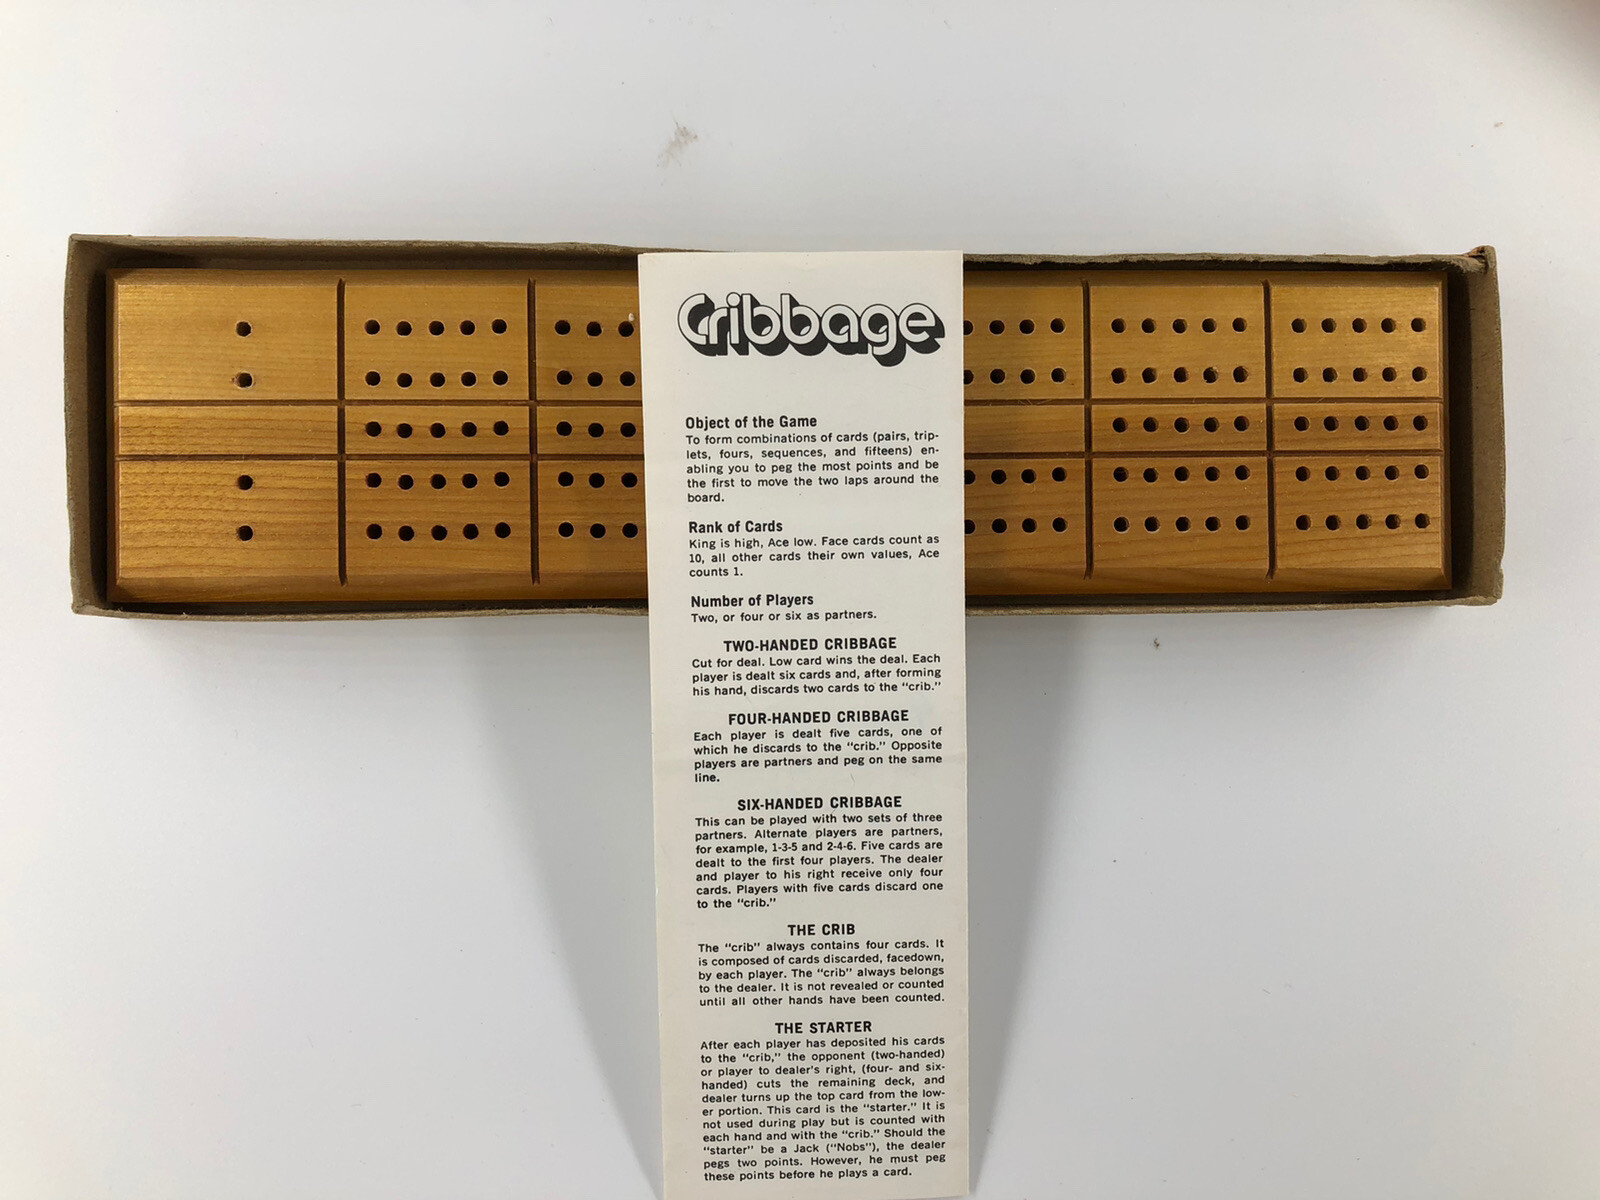 Cribbage
Object of the Game
To form combinations of cards (pairs, trip-
lets, fours, sequences, and fifteens) en-
abling you to peg the most points and be
the first to move the two laps around the
board.
Rank of Cards
King is high, Ace low. Face cards count as
10, all other cards their own values, Ace
counts 1.
Number of Players
Two, or four or six as partners.
TWO-HANDED CRIBBAGE
Cut for deal. Low card wins the deal. Each
player is dealt six cards and, after forming
his hand, discards two cards to the "crib."
FOUR-HANDED CRIBBAGE
Each player is dealt five cards, one of
which he discards to the "crib." Opposite
players are partners and peg on the same
line.
SIX-HANDED CRIBBAGE
This can be played with two sets of three
partners. Alternate players are partners,
for example, 1-3-5 and 2-4-6. Five cards are
dealt to the first four players. The dealer
and player to his right receive only four
cards. Players with five cards discard one
to the "crib."
THE CRIB
The "crib" always contains four cards. It
is composed of cards discarded, facedown,
by each player. The "crib" always belongs
to the dealer. It is not revealed or counted
until all other hands have been counted.
THE STARTER
After each player has deposited his cards
to the "crib," the opponent (two-handed)
or player to dealer's right, (four- and six-
handed) cuts the remaining deck, and
dealer turns up the top card from the low-
er portion. This card is the "starter." It is
not used during play but is counted with
each hand and with the "crib." Should the
"starter" be a Jack ("Nobs"), the dealer
pegs two points. However, he must peg
these points before he plays a card.